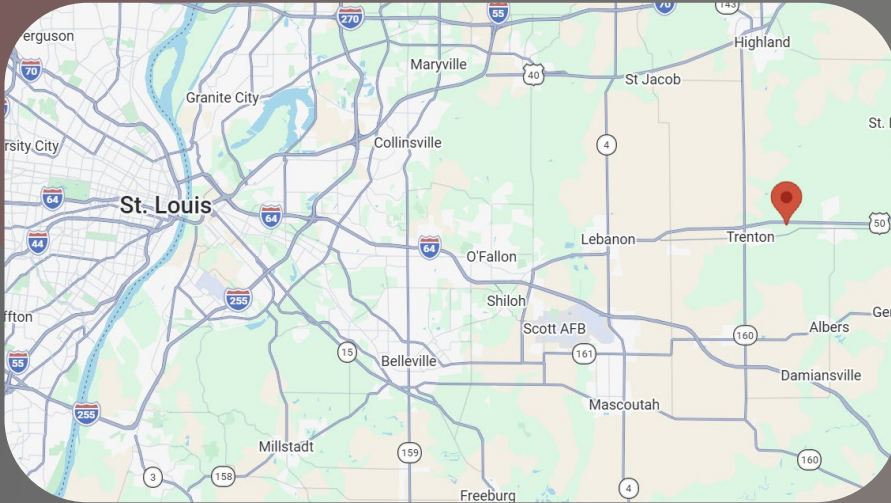 270
55
70
143
erguson
Highland
Maryville
70
40
St Jacob
Granite City
St.
rsity City
Collinsville
4
64
St. Louis
64
44
64
50
Lebanon
Trenton
O'Fallon
255
Shiloh
Scott AFB
ffton
Albers
Ge
160
15
161
55
Belleville
Damiansville
255
Mascoutah
Millstadt
159
160
3
158
4
Freeburg